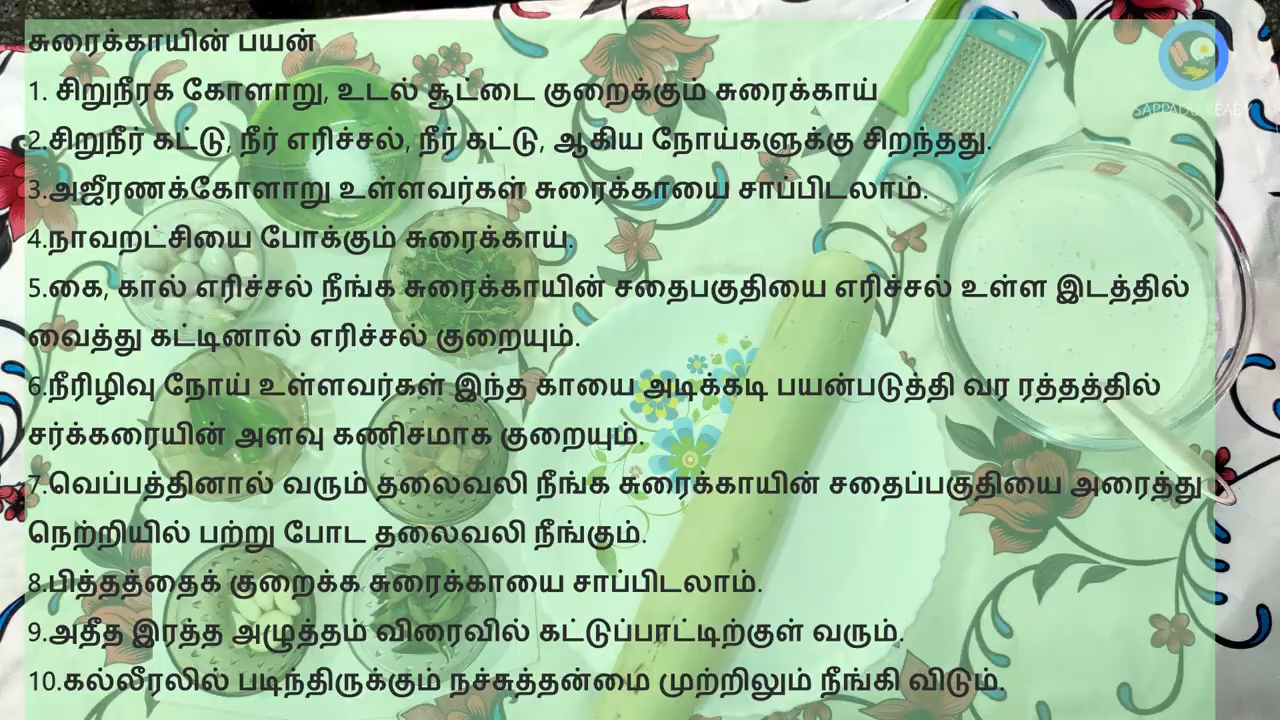 சுரைக்காயின் பயன்
1. சிறுநீரக கோளாறு, உடல் சூட்டை குறைக்கும் சுரைக்காய்
2.சிறுநீர் கட்டு, நீர் எரிச்சல், நீர் கட்டு, ஆகிய நோய்களுக்கு சிறந்தது.
3.அஜீரணக்கோளாறு உள்ளவர்கள் சுரைக்காயை சாப்பிடலாம்.
4.நாவறட்சியை போக்கும் சுரைக்காய்.
5.கை, கால் எரிச்சல் நீங்க சுரைக்காயின் சதைபகுதியை எரிச்சல் உள்ள இடத்தில்
வைத்து கட்டினால் எரிச்சல் குறையும்.
6.நீரிழிவு நோய் உள்ளவர்கள் இந்த காயை அடிக்கடி பயன்படுத்தி வர ரத்தத்தில்
சர்க்கரையின் அளவு கணிசமாக குறையும்.
7.வெப்பத்தினால் வரும் தலைவலி நீங்க சுரைக்காயின் சதைப்பகுதியை அரைத்து
நெற்றியில் பற்று போட தலைவலி நீங்கும்.
8.பித்தத்தைக் குறைக்க சுரைக்காயை சாப்பிடலாம்.
9.அதீத இரத்த அழுத்தம் விரைவில் கட்டுப்பாட்டிற்குள் வரும்.
10.கல்லீரலில் படிந்திருக்கும் நச்சுத்தன்மை முற்றிலும் நீங்கி விடும்.
SAPPADU READY